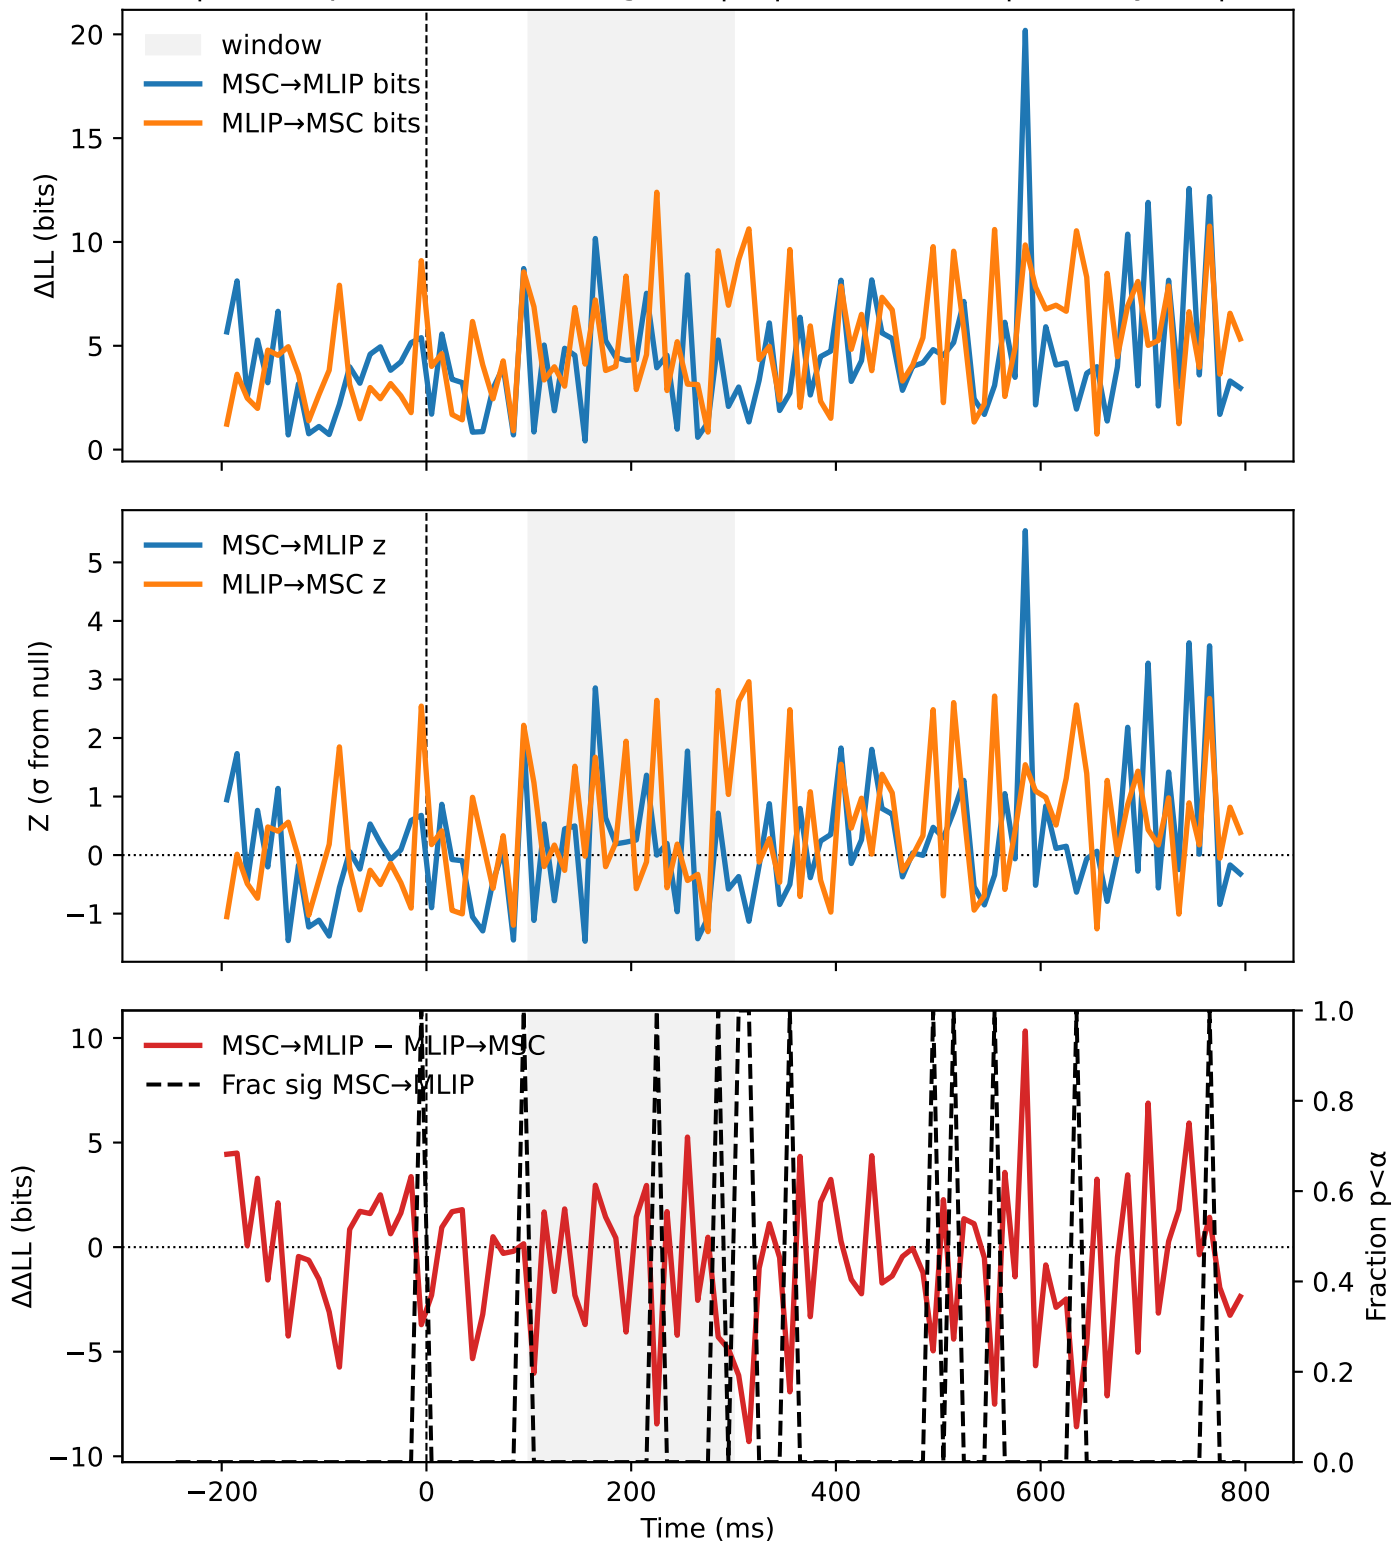 20
15
10
5
0
ΔLL (bits)
window
MSC→MLIP bits
MLIP→MSC bits
5
4
3
2
1
0
−1
Z (σ from null)
MSC→MLIP z
MLIP→MSC z
10
5
0
−5
−10
ΔΔLL (bits)
MSC→MLIP − MLIP→MSC
Frac sig MSC→MLIP
1.0
0.8
0.6
0.4
0.2
0.0
Fraction p<α
−200
0
200
400
600
800
Time (ms)